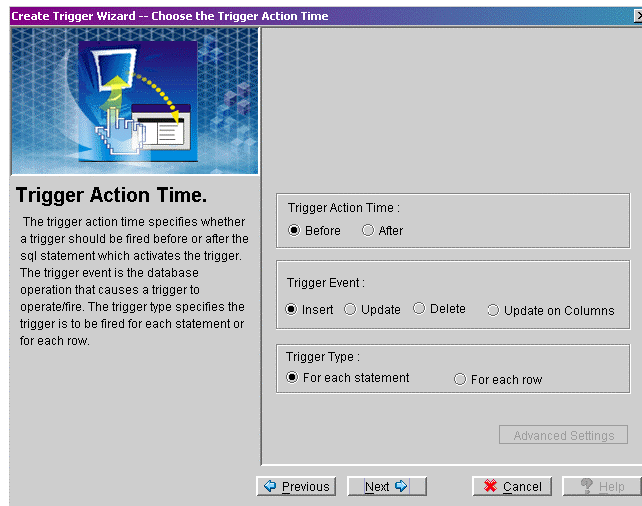 Create Trigger Wizard -- Choose the Trigger Action Time
Trigger Action Time.
The trigger action time specifies whether
a trigger should be fired before or after the
sql statement which activates the trigger.
The trigger event is the database
operation that causes a trigger to
operate/fire. The trigger type specifies the
trigger is to be fired for each statement or
for each row.
Trigger Action Time :
Before After
Trigger Event :
Insert Update Delete Update on Columns
Trigger Type :
For each statement For each row
Advanced Settings
Previous Next Cancel Help